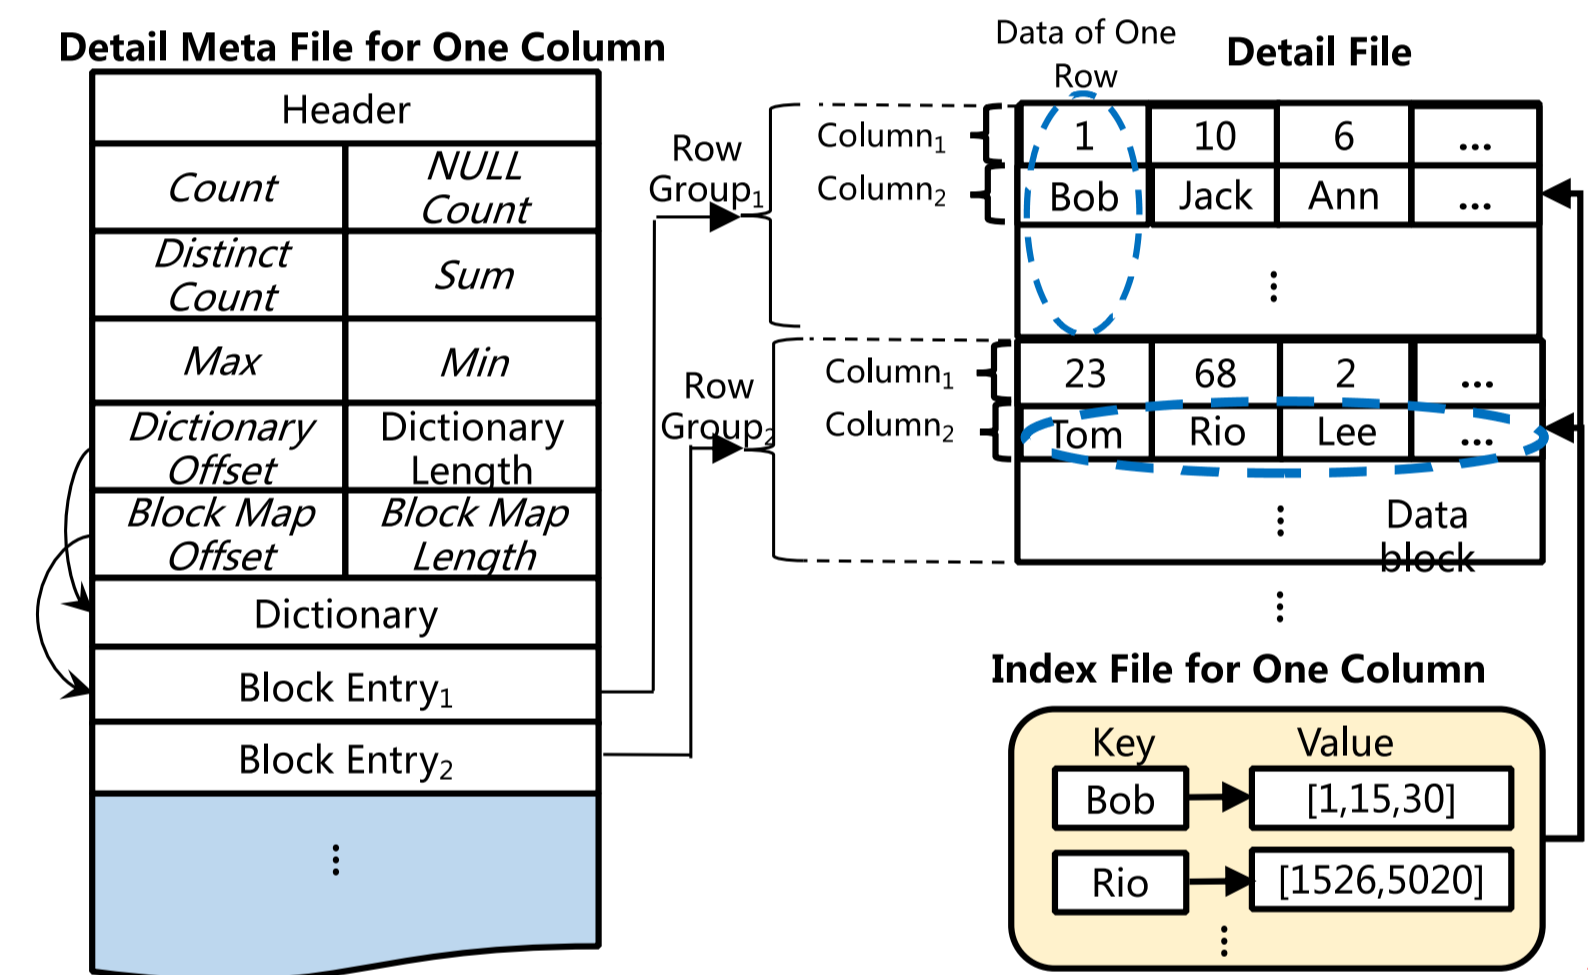 Detail Meta File for One Column
Header
Count
NULL
Count
Distinct
Count
Sum
Max
Min
Dictionary
Offset
Dictionary
Length
Block Map
Offset
Block Map
Length
Dictionary
Block Entry₁
Block Entry₂
⋮
Data of One
Row
Detail File
Row
Group₁
Column₁
1 10 6 ...
Column₂
Bob Jack Ann ...
⋮
Row
Group₂
Column₁
23 68 2 ...
Column₂
Tom Rio Lee ...
⋮
Data
block
⋮
Index File for One Column
Key Value
Bob [1,15,30]
Rio [1526,5020]
⋮